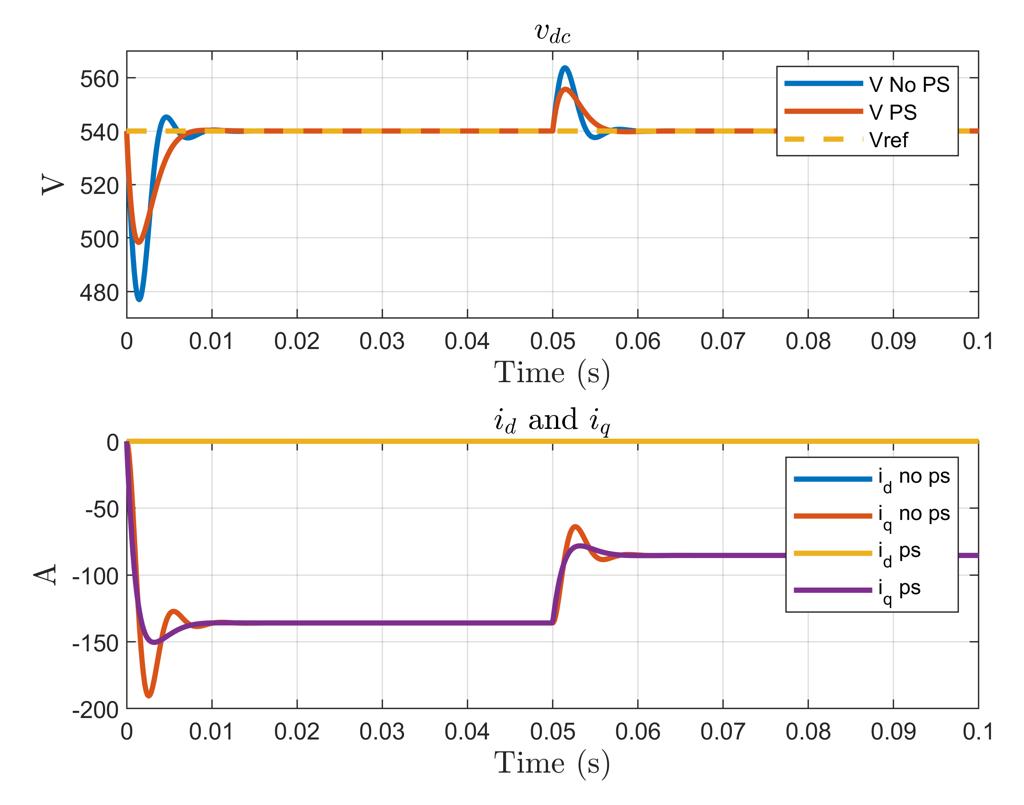 v_dc
V
560
540
520
500
480
V No PS
V PS
Vref
0 0.01 0.02 0.03 0.04 0.05 0.06 0.07 0.08 0.09 0.1
Time (s)
i_d and i_q
A
0
-50
-100
-150
-200
i_d no ps
i_q no ps
i_d ps
i_q ps
0 0.01 0.02 0.03 0.04 0.05 0.06 0.07 0.08 0.09 0.1
Time (s)